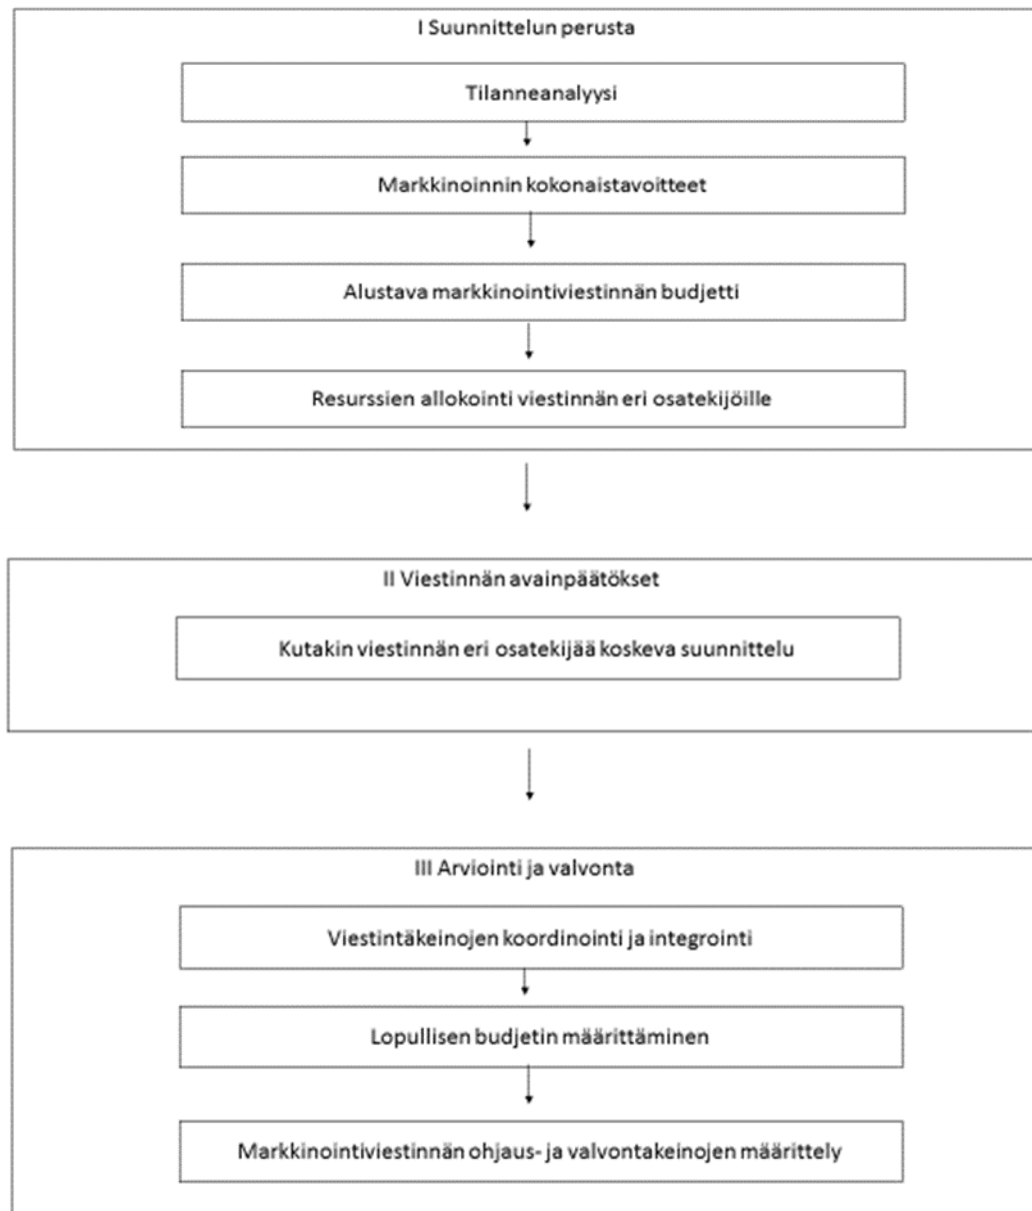 I Suunnittelun perusta
Tilanneanalyysi
Markkinoinnin kokonaistavoitteet
Alustava markkinointiviestinnän budjetti
Resurssien allokointi viestinnän eri osatekijöille
II Viestinnän avainpäätökset
Kutakin viestinnän eri osatekijää koskeva suunnittelu
III Arviointi ja valvonta
Viestintäkeinojen koordinointi ja integrointi
Lopullisen budjetin määrittäminen
Markkinointiviestinnän ohjaus- ja valvontakeinojen määrittely